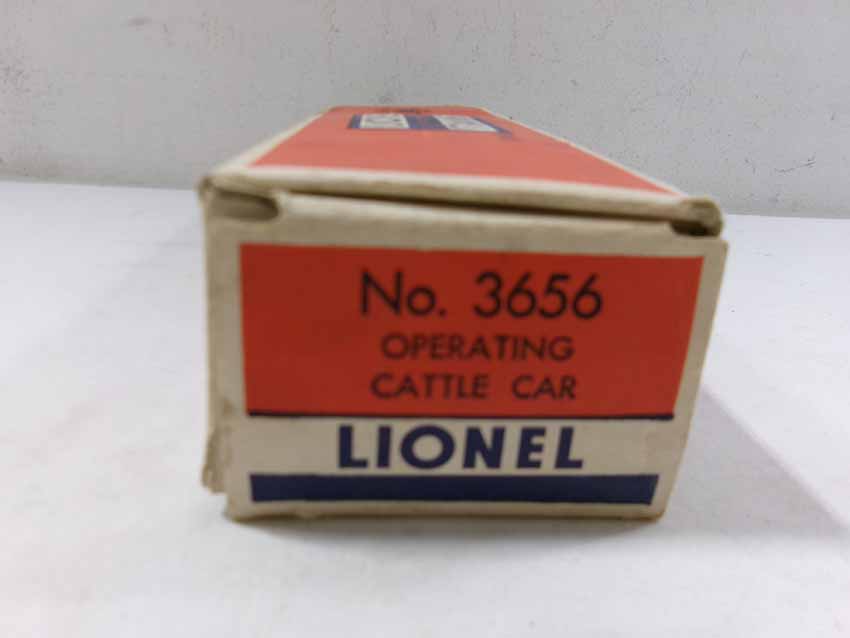 No. 3656
OPERATING
CATTLE CAR
LIONEL